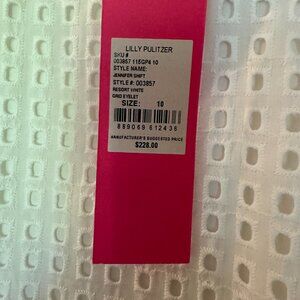 LILLY PULITZER
SKU #
003857 115GP4 10
STYLE NAME:
JENNIFER SHIFT
STYLE #: 003857
RESORT WHITE
GRID EYELET
SIZE: 10
889069 612436
MANUFACTURER'S SUGGESTED PRICE
$228.00